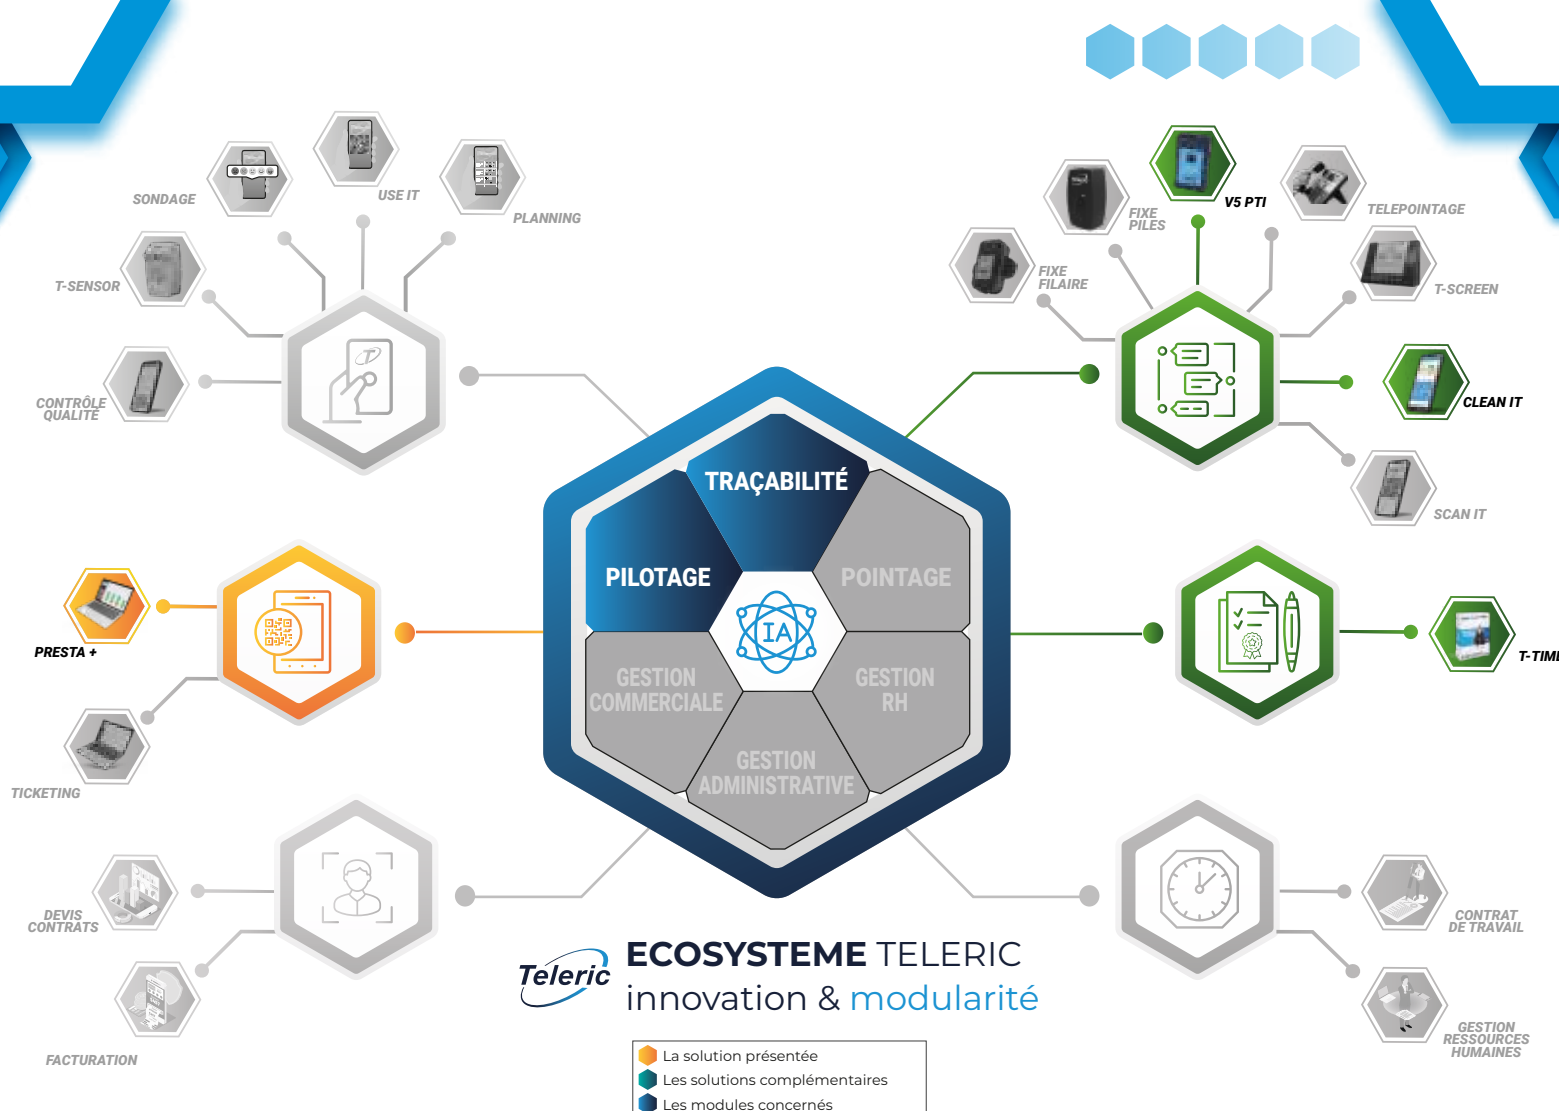 SONDAGE
USE IT
PLANNING
T-SENSOR
CONTRÔLE
QUALITÉ
FIXE
PILES
V5 PTI
TELEPOINTAGE
FIXE
FILAIRE
T-SCREEN
CLEAN IT
SCAN IT
TRAÇABILITÉ
PILOTAGE
POINTAGE
IA
GESTION
COMMERCIALE
GESTION
RH
GESTION
ADMINISTRATIVE
PRESTA +
TICKETING
T-TIME
DEVIS
CONTRATS
FACTURATION
CONTRAT
DE TRAVAIL
GESTION
RESSOURCES
HUMAINES
Teleric
ECOSYSTEME TELERIC
innovation & modularité
La solution présentée
Les solutions complémentaires
Les modules concernés